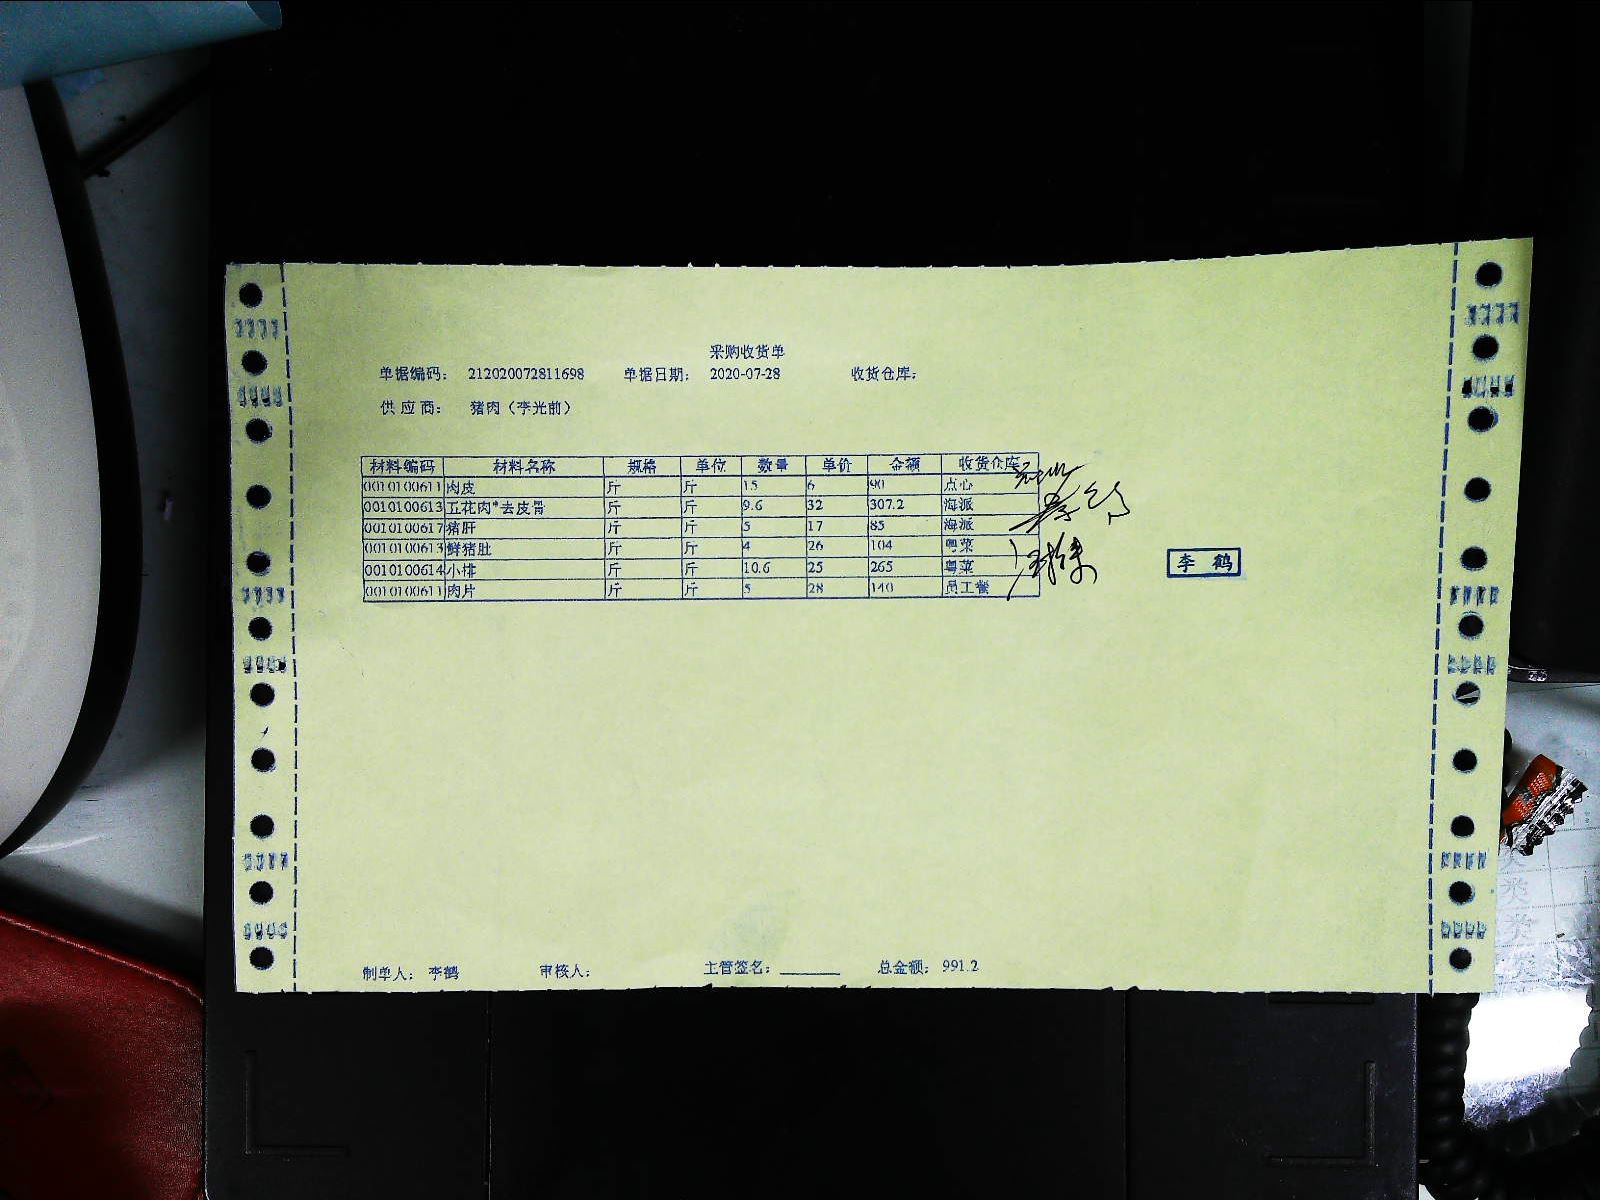 采购收货单
单据编码： 212020072811698 单据日期： 2020-07-28 收货仓库：
供 应 商： 猪肉（李光前）
材料编码 材料名称 规格 单位 数量 单价 金额 收货仓库
0010100611 肉皮 斤 斤 15 6 90 点心
0010100613 五花肉*去皮 斤 斤 9.6 32 307.2 海派
0010100617 猪肝 斤 斤 5 17 85 海派
0010100613 鲜猪肚 斤 斤 4 26 104 粤菜
0010100614 小排 斤 斤 10.6 25 265 粤菜
0010100611 肉片 斤 斤 5 28 140 员工餐
李 鹤
制单人： 李鹤 审核人： 主管签名： 总金额： 991.2